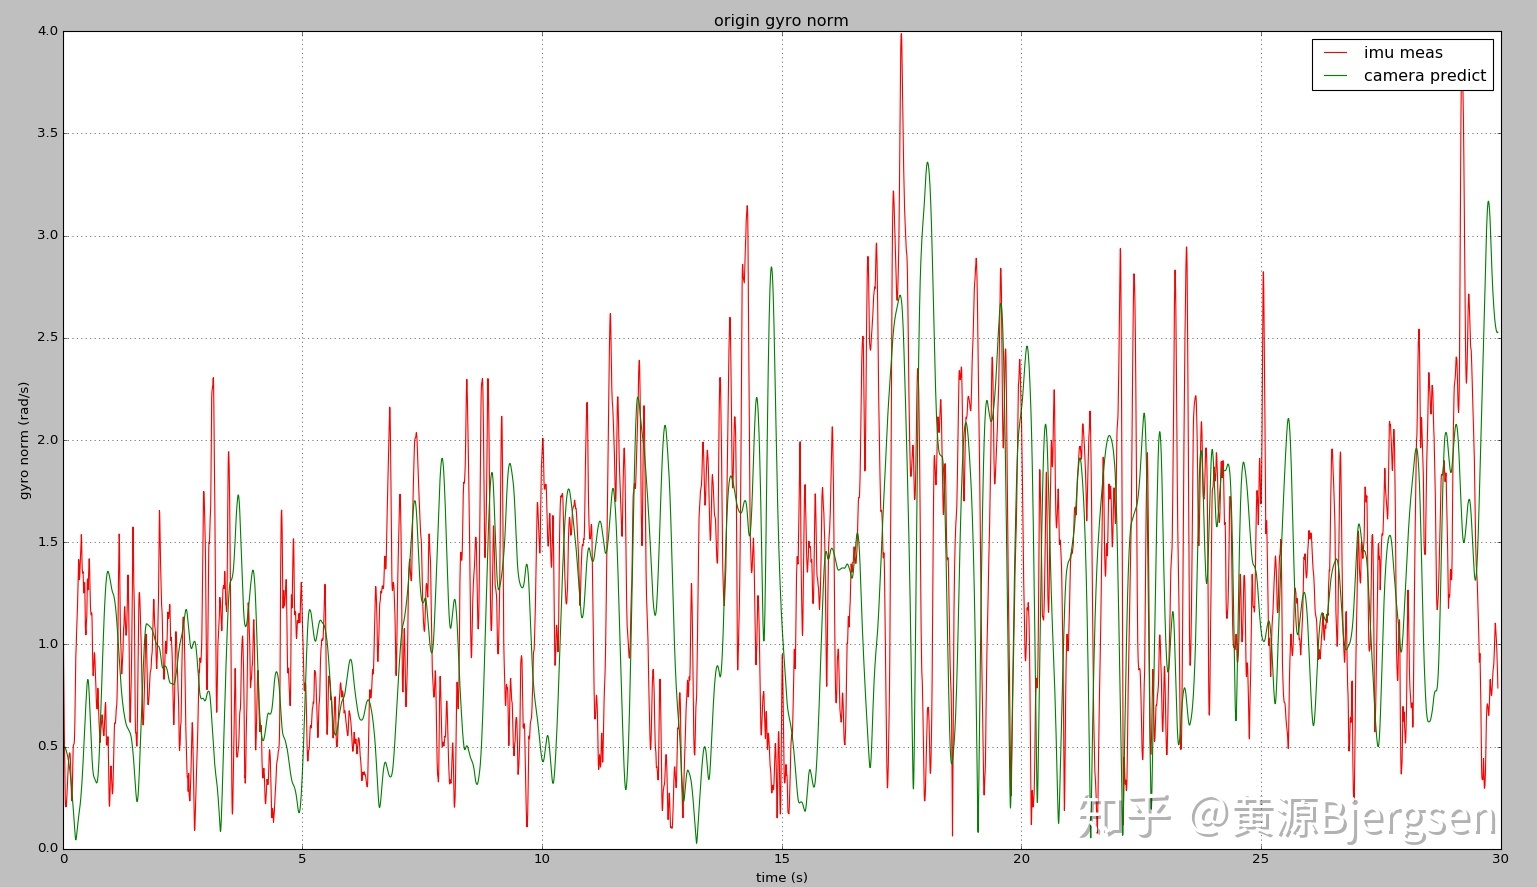 origin gyro norm
imu meas
camera predict
4.0
3.5
3.0
2.5
2.0
1.5
1.0
0.5
0.0
gyro norm (rad/s)
0
5
10
15
20
25
30
time (s)
知乎 @黄源Bjergsen